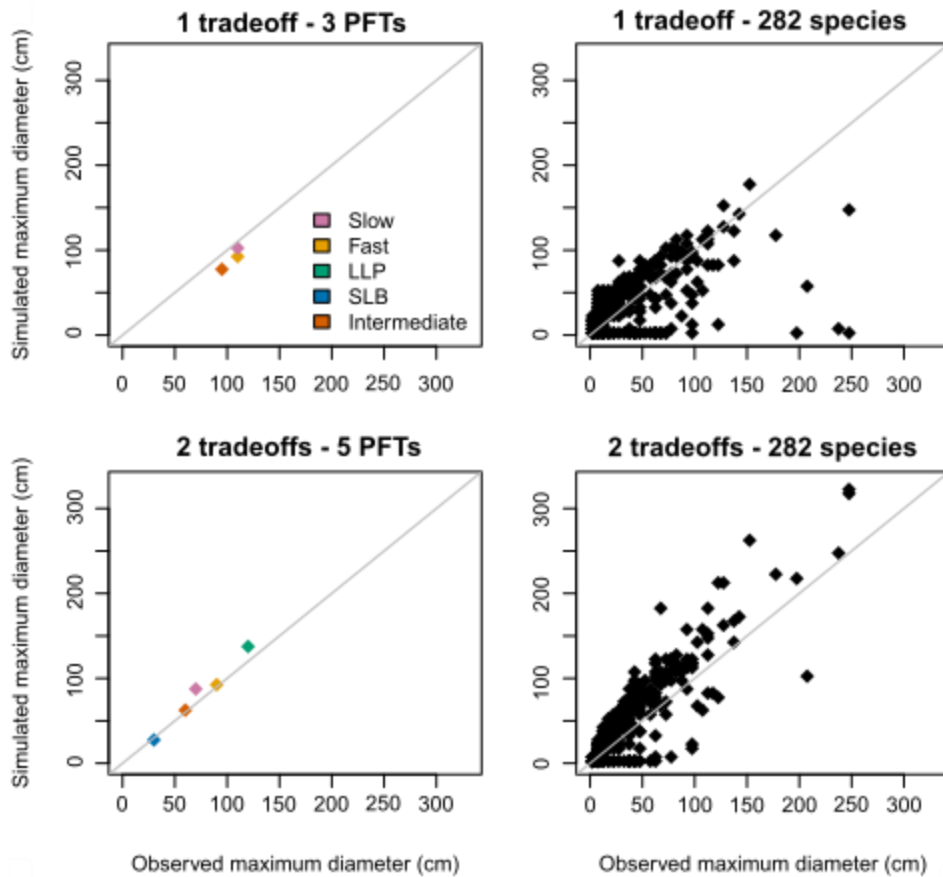 1 tradeoff - 3 PFTs
1 tradeoff - 282 species
Simulated maximum diameter (cm)
300
200
100
0
Slow
Fast
LLP
SLB
Intermediate
0 50 100 150 200 250 300
300
200
100
0
0 50 100 150 200 250 300
2 tradeoffs - 5 PFTs
2 tradeoffs - 282 species
Simulated maximum diameter (cm)
300
200
100
0
0 50 100 150 200 250 300
300
200
100
0
0 50 100 150 200 250 300
Observed maximum diameter (cm)
Observed maximum diameter (cm)